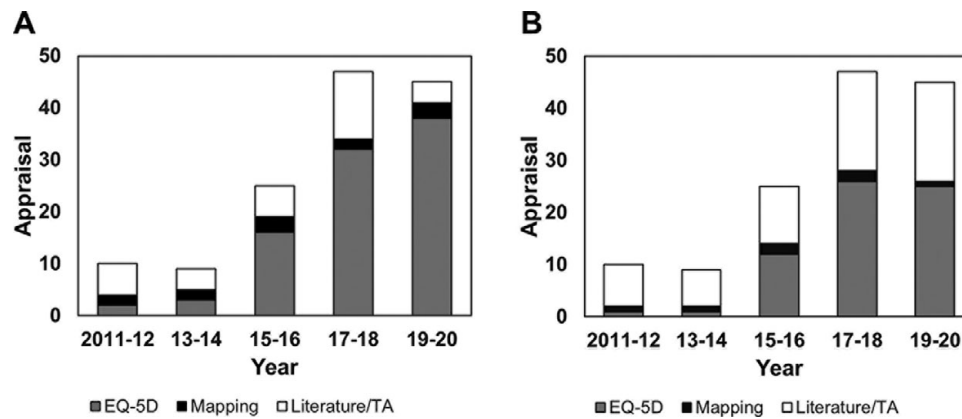 A
50
40
30
20
10
0
Appraisal
2011-12 13-14 15-16 17-18 19-20
Year
EQ-5D Mapping Literature/TA
B
50
40
30
20
10
0
Appraisal
2011-12 13-14 15-16 17-18 19-20
Year
EQ-5D Mapping Literature/TA